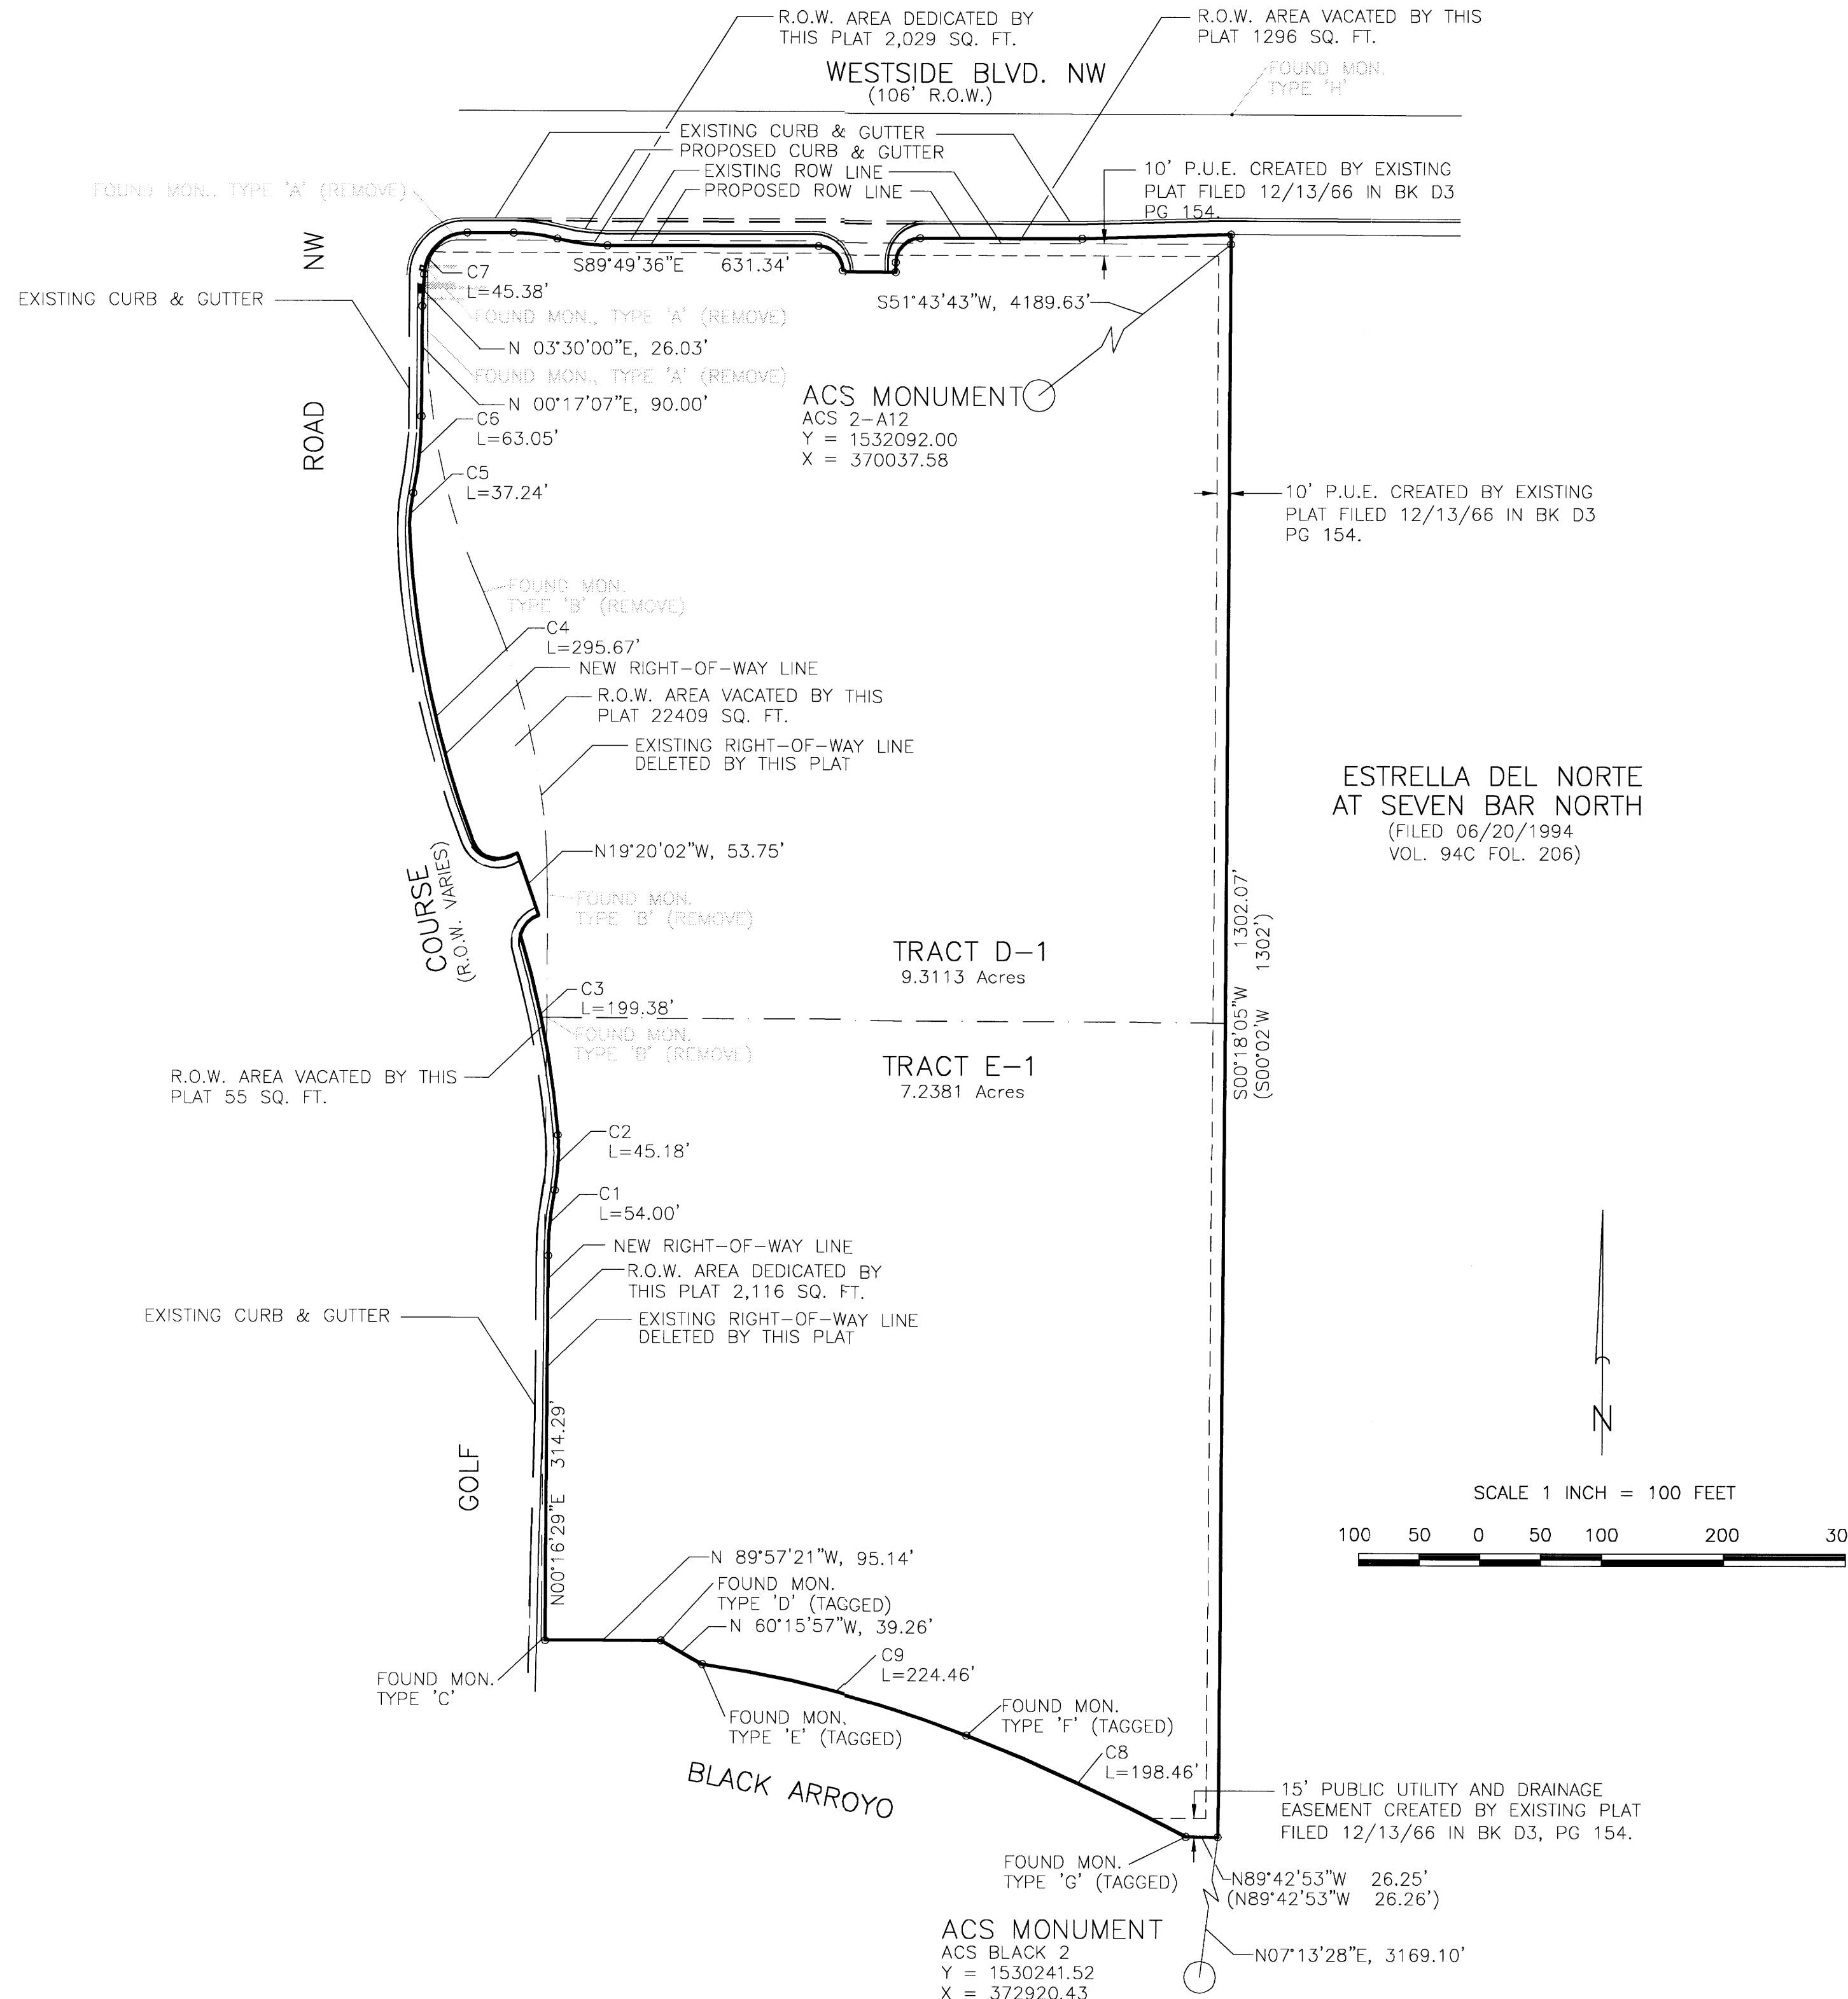 R.O.W. AREA DEDICATED BY
THIS PLAT 2,029 SQ. FT.
R.O.W. AREA VACATED BY THIS
PLAT 1296 SQ. FT.
WESTSIDE BLVD. NW
(106' R.O.W.)
FOUND MON.
TYPE 'H'
EXISTING CURB & GUTTER
PROPOSED CURB & GUTTER
EXISTING ROW LINE
PROPOSED ROW LINE
10' P.U.E. CREATED BY EXISTING
PLAT FILED 12/13/66 IN BK D3
PG 154.
FOUND MON., TYPE 'A' (REMOVE)
NW
S89°49'36"E 631.34'
C7
L=45.38'
EXISTING CURB & GUTTER
S51°43'43"W, 4189.63'
FOUND MON., TYPE 'A' (REMOVE)
N 03°30'00"E, 26.03'
FOUND MON., TYPE 'A' (REMOVE)
N 00°17'07"E, 90.00'
ACS MONUMENT
ACS 2-A12
Y = 1532092.00
X = 370037.58
ROAD
C6
L=63.05'
C5
L=37.24'
10' P.U.E. CREATED BY EXISTING
PLAT FILED 12/13/66 IN BK D3
PG 154.
FOUND MON.
TYPE 'B' (REMOVE)
C4
L=295.67'
NEW RIGHT-OF-WAY LINE
R.O.W. AREA VACATED BY THIS
PLAT 22409 SQ. FT.
EXISTING RIGHT-OF-WAY LINE
DELETED BY THIS PLAT
ESTRELLA DEL NORTE
AT SEVEN BAR NORTH
(FILED 06/20/1994
VOL. 94C FOL. 206)
N19°20'02"W, 53.75'
COURSE
(R.O.W. VARIES)
FOUND MON.
TYPE 'B' (REMOVE)
TRACT D-1
9.3113 Acres
S00°18'05"W 1302.07'
(S00°02'W 1302')
C3
L=199.38'
FOUND MON.
TYPE 'B' (REMOVE)
TRACT E-1
7.2381 Acres
R.O.W. AREA VACATED BY THIS
PLAT 55 SQ. FT.
C2
L=45.18'
C1
L=54.00'
NEW RIGHT-OF-WAY LINE
R.O.W. AREA DEDICATED BY
THIS PLAT 2,116 SQ. FT.
EXISTING CURB & GUTTER
EXISTING RIGHT-OF-WAY LINE
DELETED BY THIS PLAT
N00°16'29"E 314.29'
GOLF
N
SCALE 1 INCH = 100 FEET
100 50 0 50 100 200 30
N 89°57'21"W, 95.14'
FOUND MON.
TYPE 'D' (TAGGED)
N 60°15'57"W, 39.26'
C9
L=224.46'
FOUND MON.
TYPE 'C'
FOUND MON.
TYPE 'E' (TAGGED)
FOUND MON.
TYPE 'F' (TAGGED)
C8
L=198.46'
BLACK ARROYO
15' PUBLIC UTILITY AND DRAINAGE
EASEMENT CREATED BY EXISTING PLAT
FILED 12/13/66 IN BK D3, PG 154.
FOUND MON.
TYPE 'G' (TAGGED)
N89°42'53"W 26.25'
(N89°42'53"W 26.26')
ACS MONUMENT
ACS BLACK 2
Y = 1530241.52
X = 372920.43
N07°13'28"E, 3169.10'